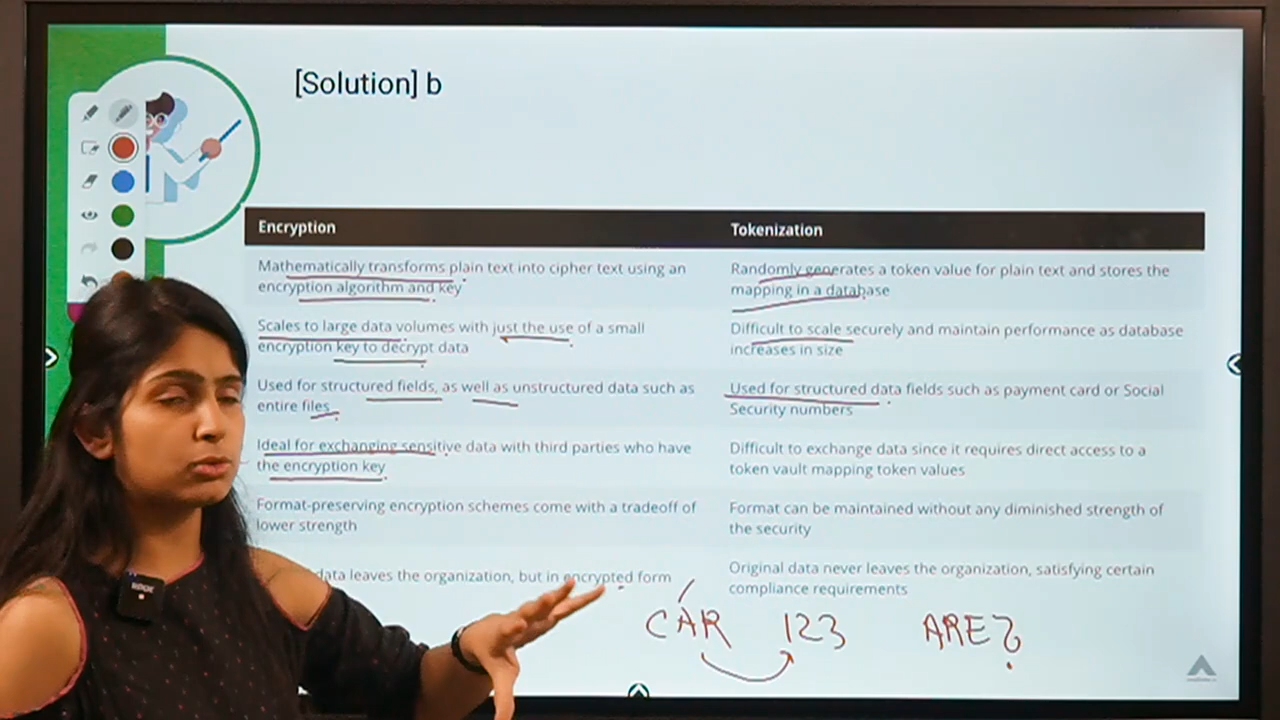 [Solution] b
Encryption
Tokenization
Mathematically transforms plain text into cipher text using an
encryption algorithm and key
Randomly generates a token value for plain text and stores the
mapping in a database
Scales to large data volumes with just the use of a small
encryption key to decrypt data
Difficult to scale securely and maintain performance as database
increases in size
Used for structured fields, as well as unstructured data such as
entire files
Used for structured data fields such as payment card or Social
Security numbers
Ideal for exchanging sensitive data with third parties who have
the encryption key
Difficult to exchange data since it requires direct access to a
token vault mapping token values
Format-preserving encryption schemes come with a tradeoff of
lower strength
Format can be maintained without any diminished strength of
the security
data leaves the organization, but in encrypted form
Original data never leaves the organization, satisfying certain
compliance requirements
CAR 123 ARE?